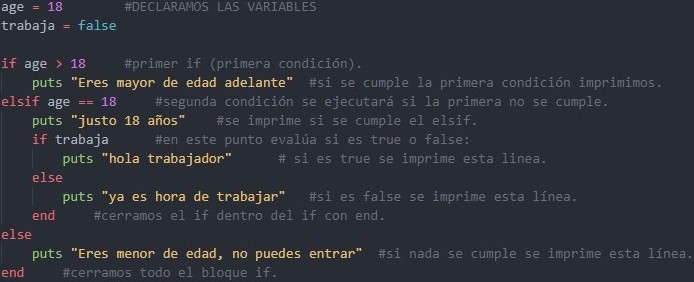 age = 18        #DECLARAMOS LAS VARIABLES
trabaja = false

if age > 18     #primer if (primera condición).
    puts "Eres mayor de edad adelante"  #si se cumple la primera condición imprimimos.
elsif age == 18     #segunda condición se ejecutará si la primera no se cumple.
    puts "justo 18 años"    #se imprime si se cumple el elsif.
    if trabaja      #en este punto evalúa si es true o false:
        puts "hola trabajador"      # si es true se imprime esta linea.
    else
        puts "ya es hora de trabajar"   #si es false se imprime esta línea.
    end     #cerramos el if dentro del if con end.
else
    puts "Eres menor de edad, no puedes entrar"  #si nada se cumple se imprime esta línea.
end     #cerramos todo el bloque if.